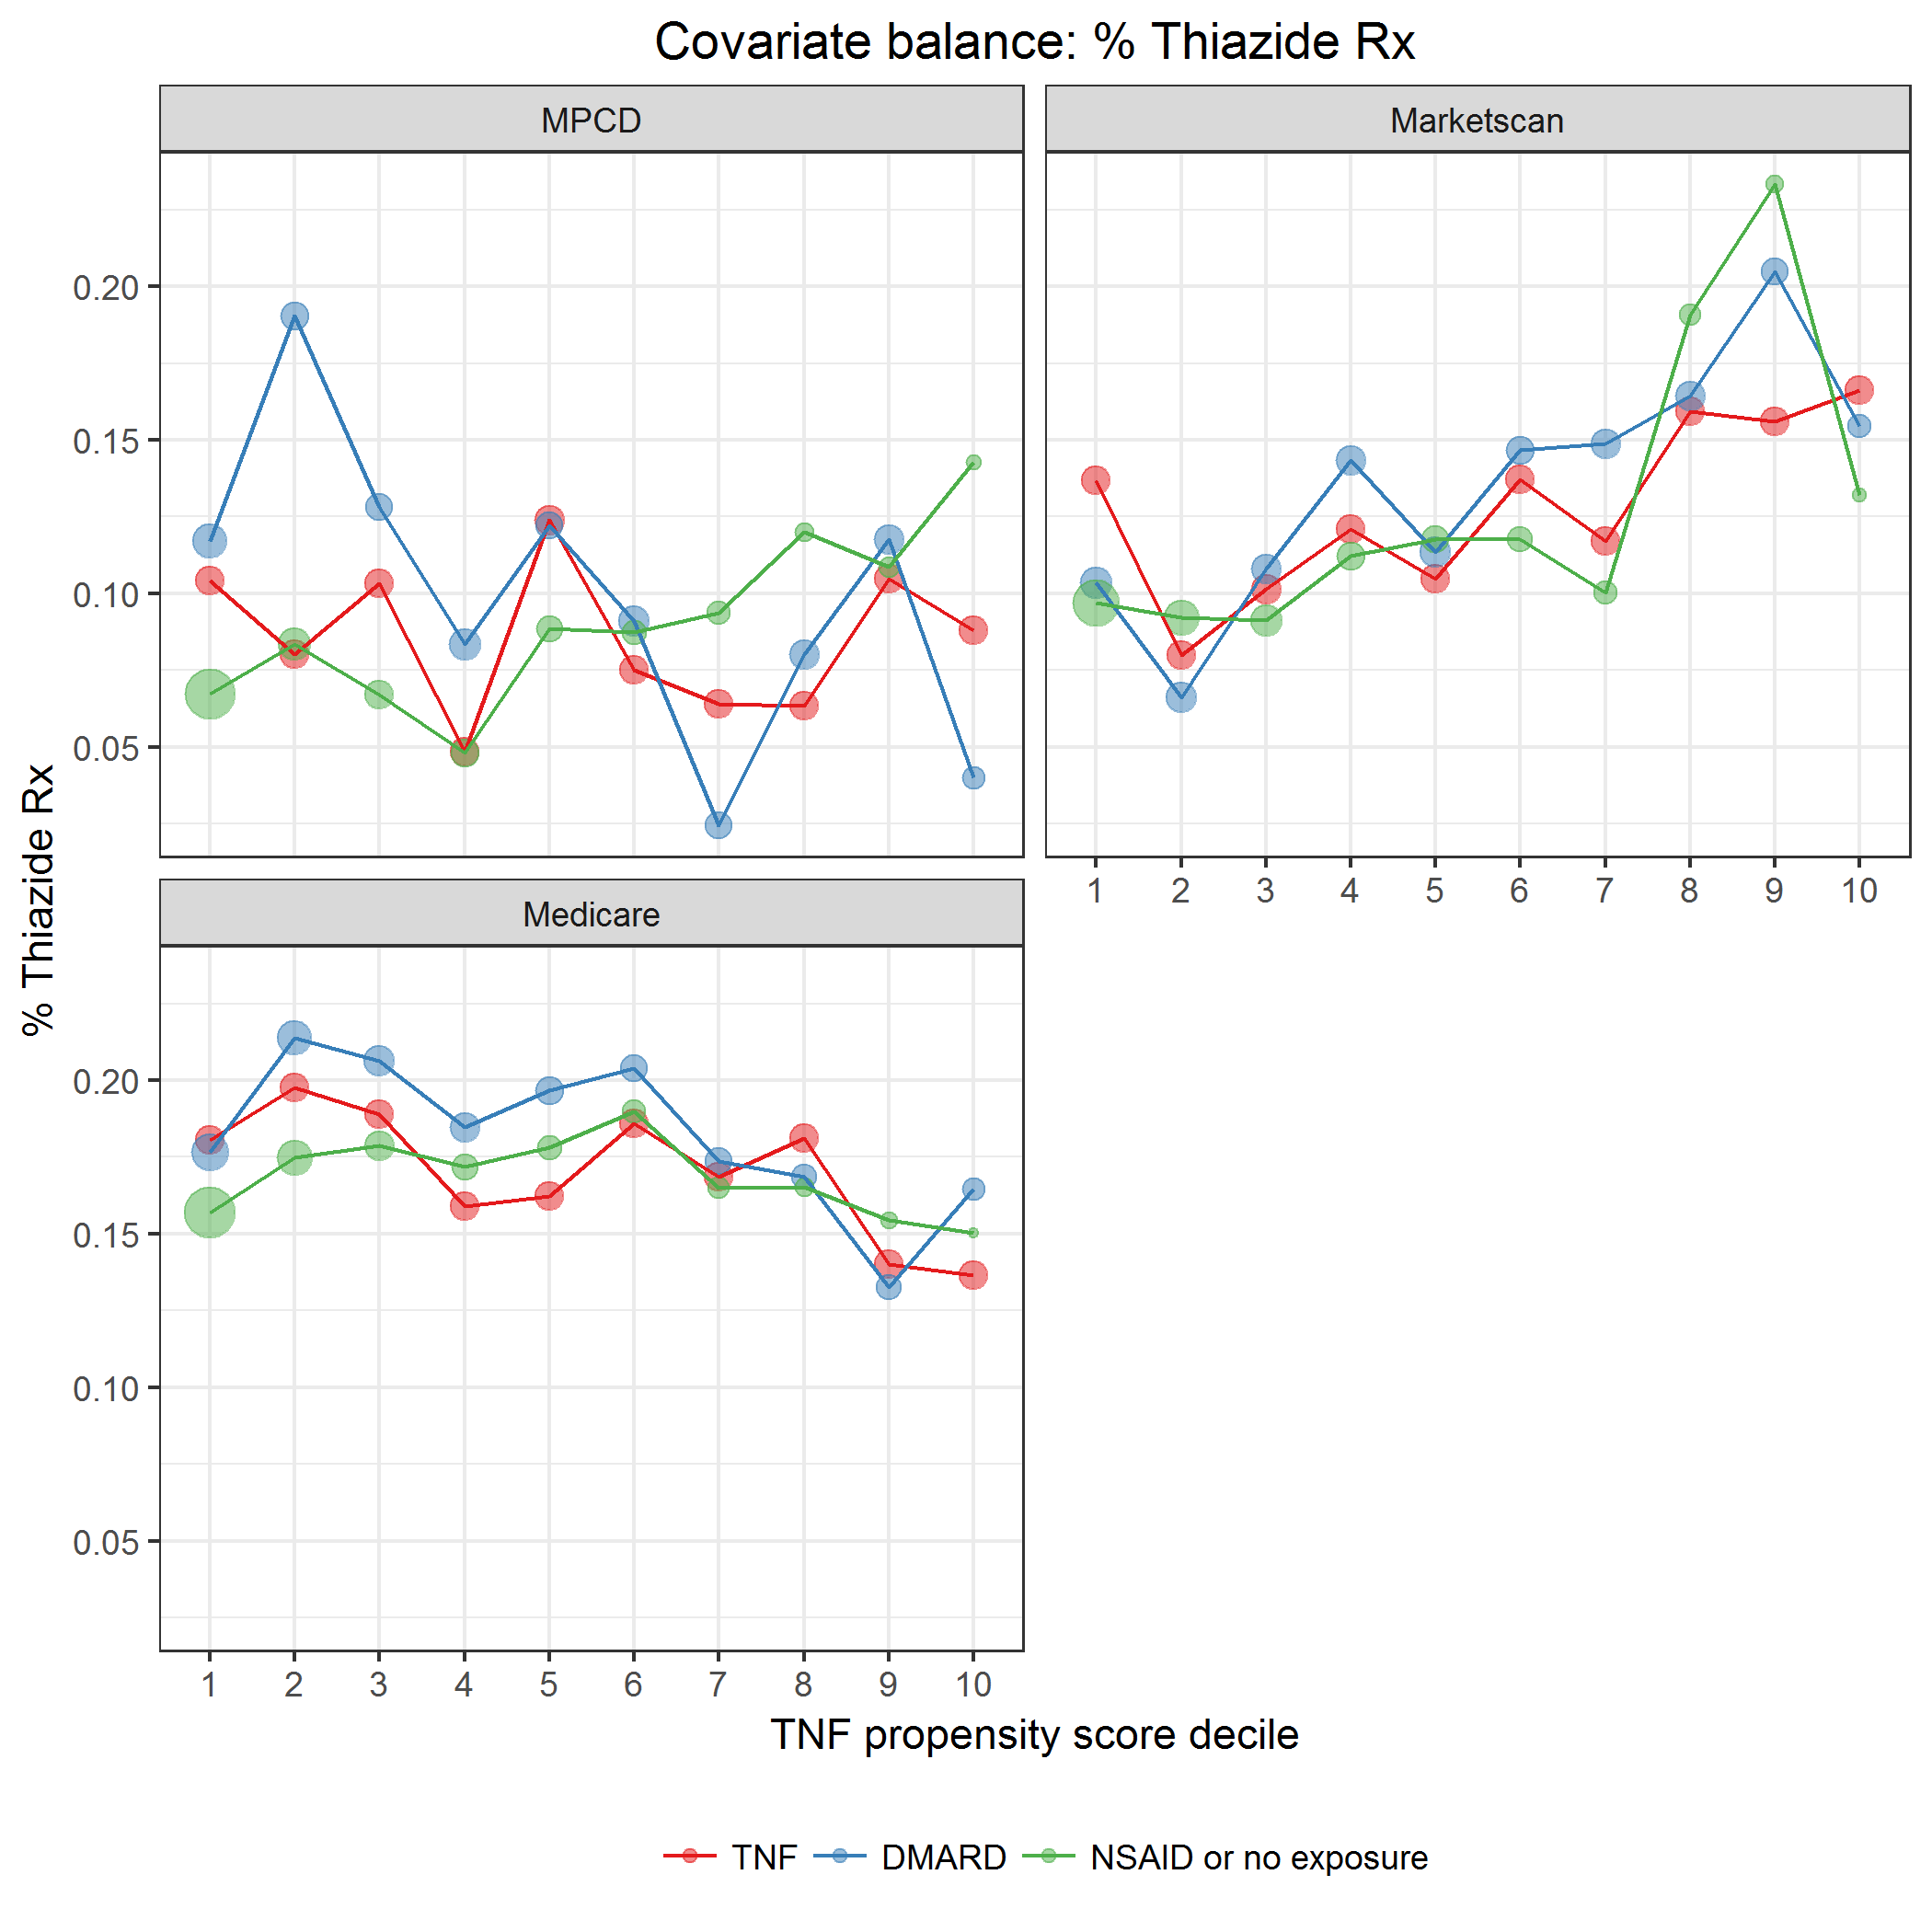 Covariate balance: % Thiazide Rx
MPCD
Marketscan
0.20
0.15
0.10
0.05
1 2 3 4 5 6 7 8 9 10
% Thiazide Rx
Medicare
0.20
0.15
0.10
0.05
1 2 3 4 5 6 7 8 9 10
TNF propensity score decile
TNF DMARD NSAID or no exposure